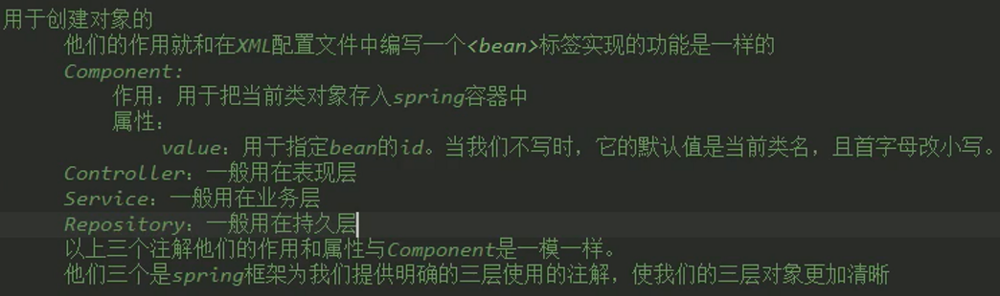 用于创建对象的
他们的作用就和在XML配置文件中编写一个<bean>标签实现的功能是一样的
Component:
作用：用于把当前类对象存入spring容器中
属性：
value：用于指定bean的id。当我们不写时，它的默认值是当前类名，且首字母改小写。
Controller：一般用在表现层
Service：一般用在业务层
Repository：一般用在持久层
以上三个注解他们的作用和属性与Component是一模一样。
他们三个是spring框架为我们提供明确的三层使用的注解，使我们的三层对象更加清晰